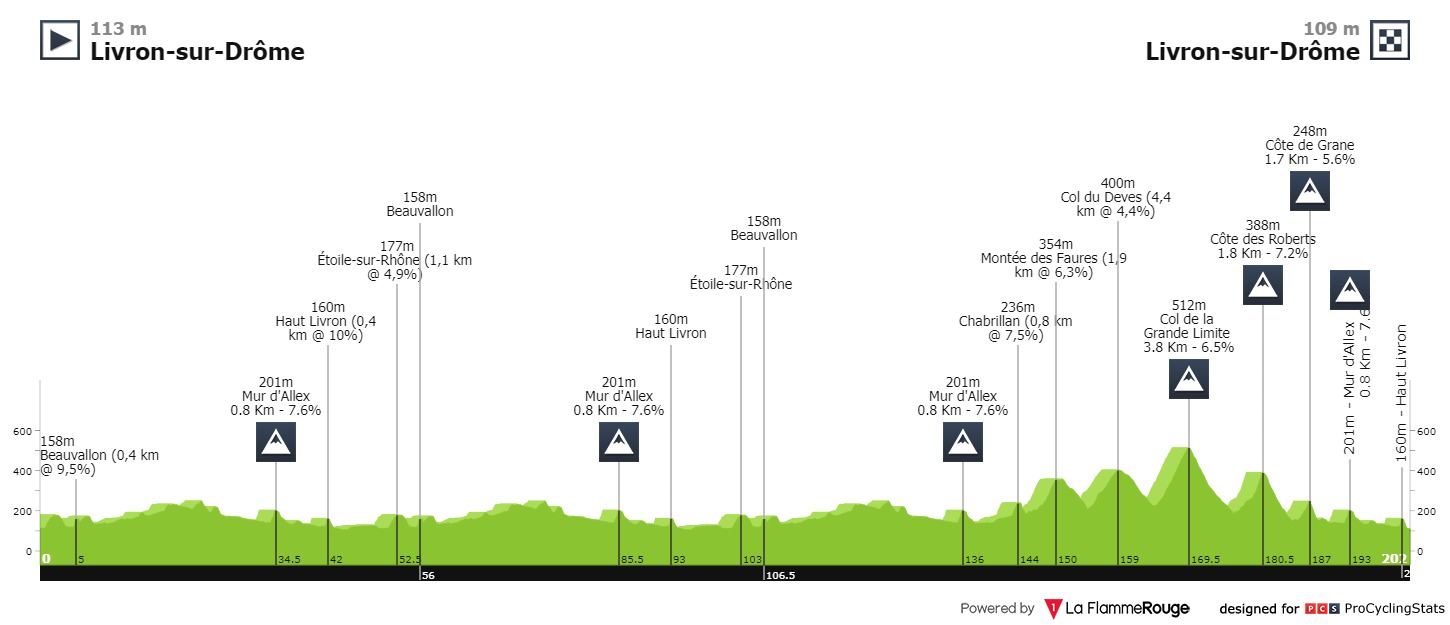 113 m
Livron-sur-Drôme
109 m
Livron-sur-Drôme
158m
Beauvallon (0,4 km
@ 9,5%)
201m
Mur d'Allex
0.8 Km - 7.6%
160m
Haut Livron (0,4
km @ 10%)
177m
Étoile-sur-Rhône (1,1 km
@ 4,9%)
158m
Beauvallon
201m
Mur d'Allex
0.8 Km - 7.6%
160m
Haut Livron
177m
Étoile-sur-Rhône
158m
Beauvallon
201m
Mur d'Allex
0.8 Km - 7.6%
236m
Chabrillan (0,8 km
@ 7,5%)
354m
Montée des Faures (1,9
km @ 6,3%)
400m
Col du Deves (4,4
km @ 4,4%)
512m
Col de la
Grande Limite
3.8 Km - 6.5%
388m
Côte des Roberts
1.8 Km - 7.2%
248m
Côte de Grane
1.7 Km - 5.6%
201m - Mur d'Allex
0.8 Km - 7.6
160m - Haut Livron
600
400
200
0
600
400
200
0
0
5
34.5
42
52.5
85.5
93
103
136
144
150
159
169.5
180.5
187
193
202
56
106.5
2
Powered by
1
La FlammeRouge
designed for
PCS
ProCyclingStats